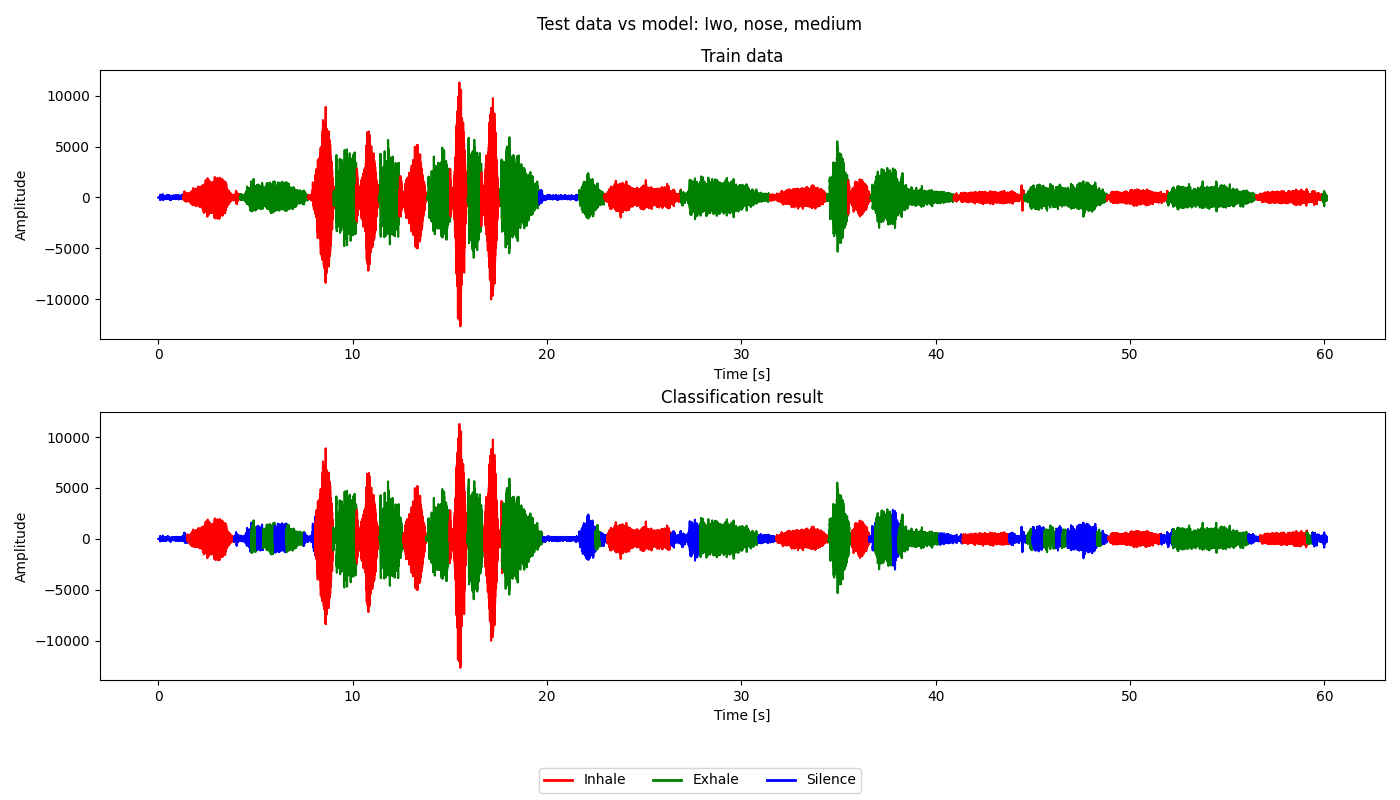 Test data vs model: Iwo, nose, medium
Train data
Amplitude
10000
5000
0
−5000
−10000
0 10 20 30 40 50 60
Time [s]
Classification result
Amplitude
10000
5000
0
−5000
−10000
0 10 20 30 40 50 60
Time [s]
Inhale Exhale Silence